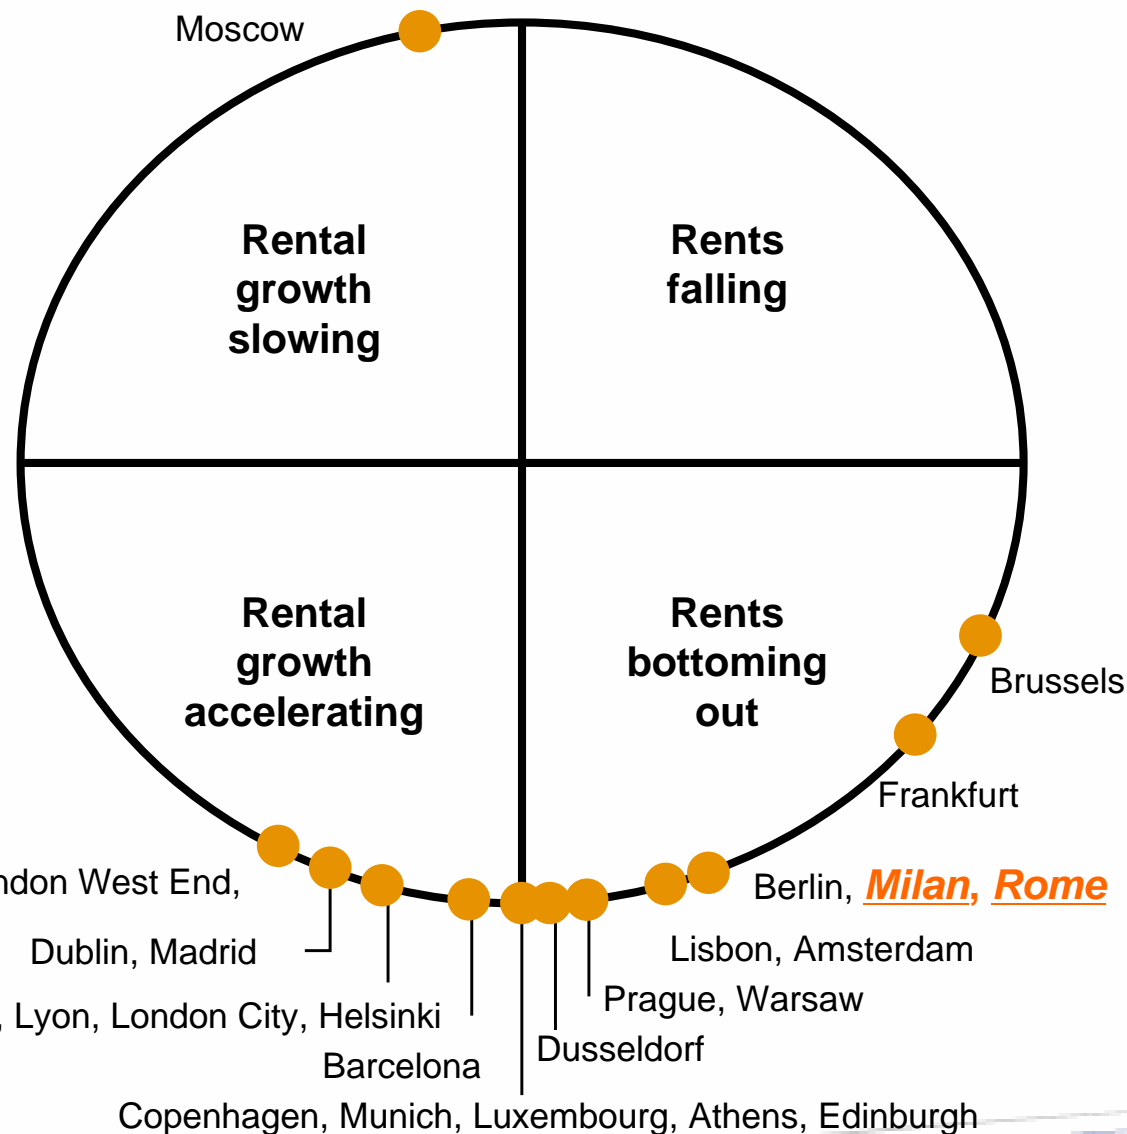 Moscow
Rental
growth
slowing
Rents
falling
Rental
growth
accelerating
Rents
bottoming
out
Brussels
Frankfurt
London West End,
Berlin, Milan, Rome
Dublin, Madrid
Lisbon, Amsterdam
, Lyon, London City, Helsinki
Prague, Warsaw
Barcelona
Dusseldorf
Copenhagen, Munich, Luxembourg, Athens, Edinburgh